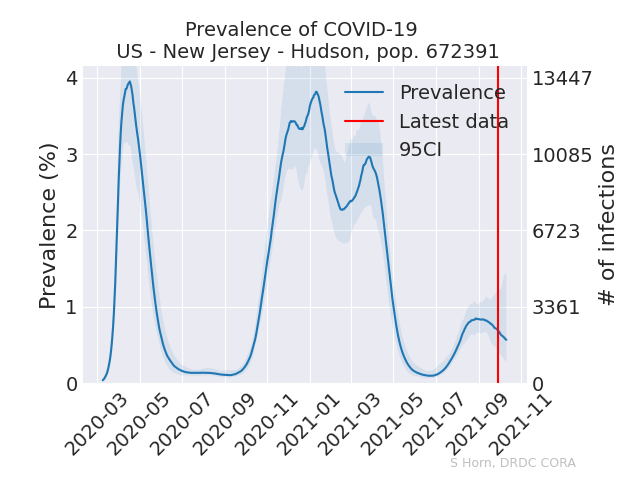 Prevalence of COVID-19
US - New Jersey - Hudson, pop. 672391
Prevalence (%)
4
3
2
1
0
13447
10085
6723
3361
0
# of infections
Prevalence
Latest data
95CI
2020-03
2020-05
2020-07
2020-09
2020-11
2021-01
2021-03
2021-05
2021-07
2021-09
2021-11
S Horn, DRDC CORA